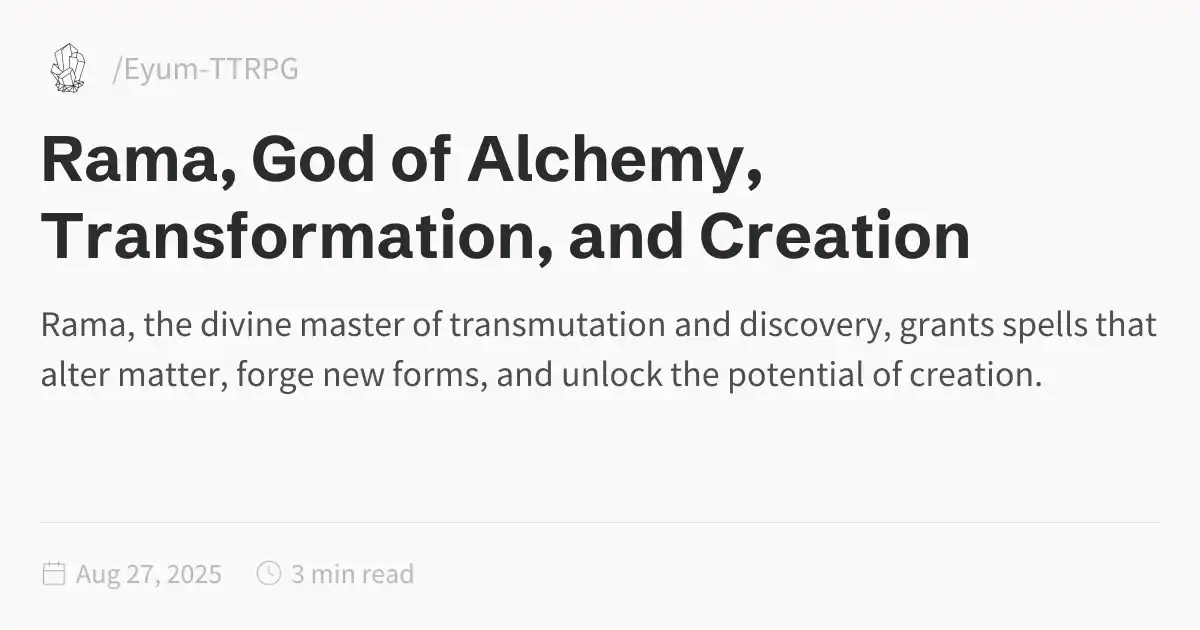 /Eyum-TTRPG
Rama, God of Alchemy,
Transformation, and Creation
Rama, the divine master of transmutation and discovery, grants spells that
alter matter, forge new forms, and unlock the potential of creation.
Aug 27, 2025 3 min read